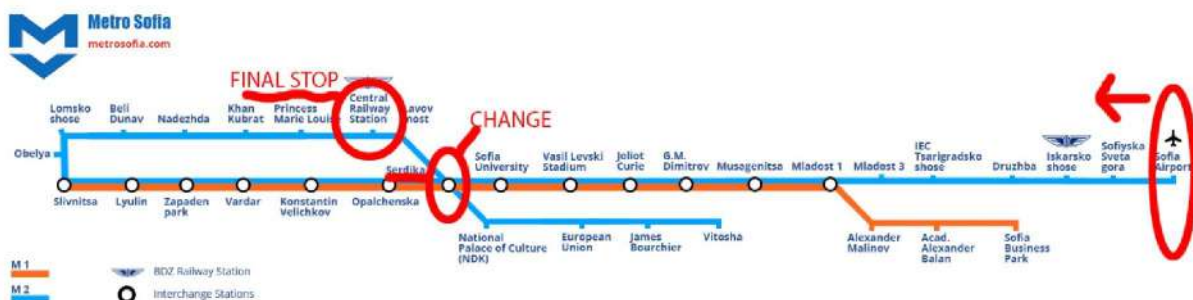 Metro Sofia
metrosofia.com
FINAL STOP
CHANGE
Lomsko
shose
Beli
Dunav
Nadezhda
Khan
Kubrat
Princess
Marie Louise
Central
Railway
Station
Lavov
most
Obelya
Serdika
Sofia
University
Vasil Levski
Stadium
Joliot
Curie
G.M.
Dimitrov
Musagenitsa
Mladost 1
Mladost 3
IEC
Tsarigradsko
shose
Druzhba
Iskarsko
shose
Sofiyska
Sveta
gora
Sofia
Airport
Slivnitsa
Lyulin
Zapaden
park
Vardar
Konstantin
Velichkov
Opalchenska
National
Palace of Culture
(NDK)
European
Union
James
Bourchier
Vitosha
Alexander
Malinov
Acad.
Alexander
Balan
Sofia
Business
Park
M 1
M 2
BDZ Railway Station
Interchange Stations